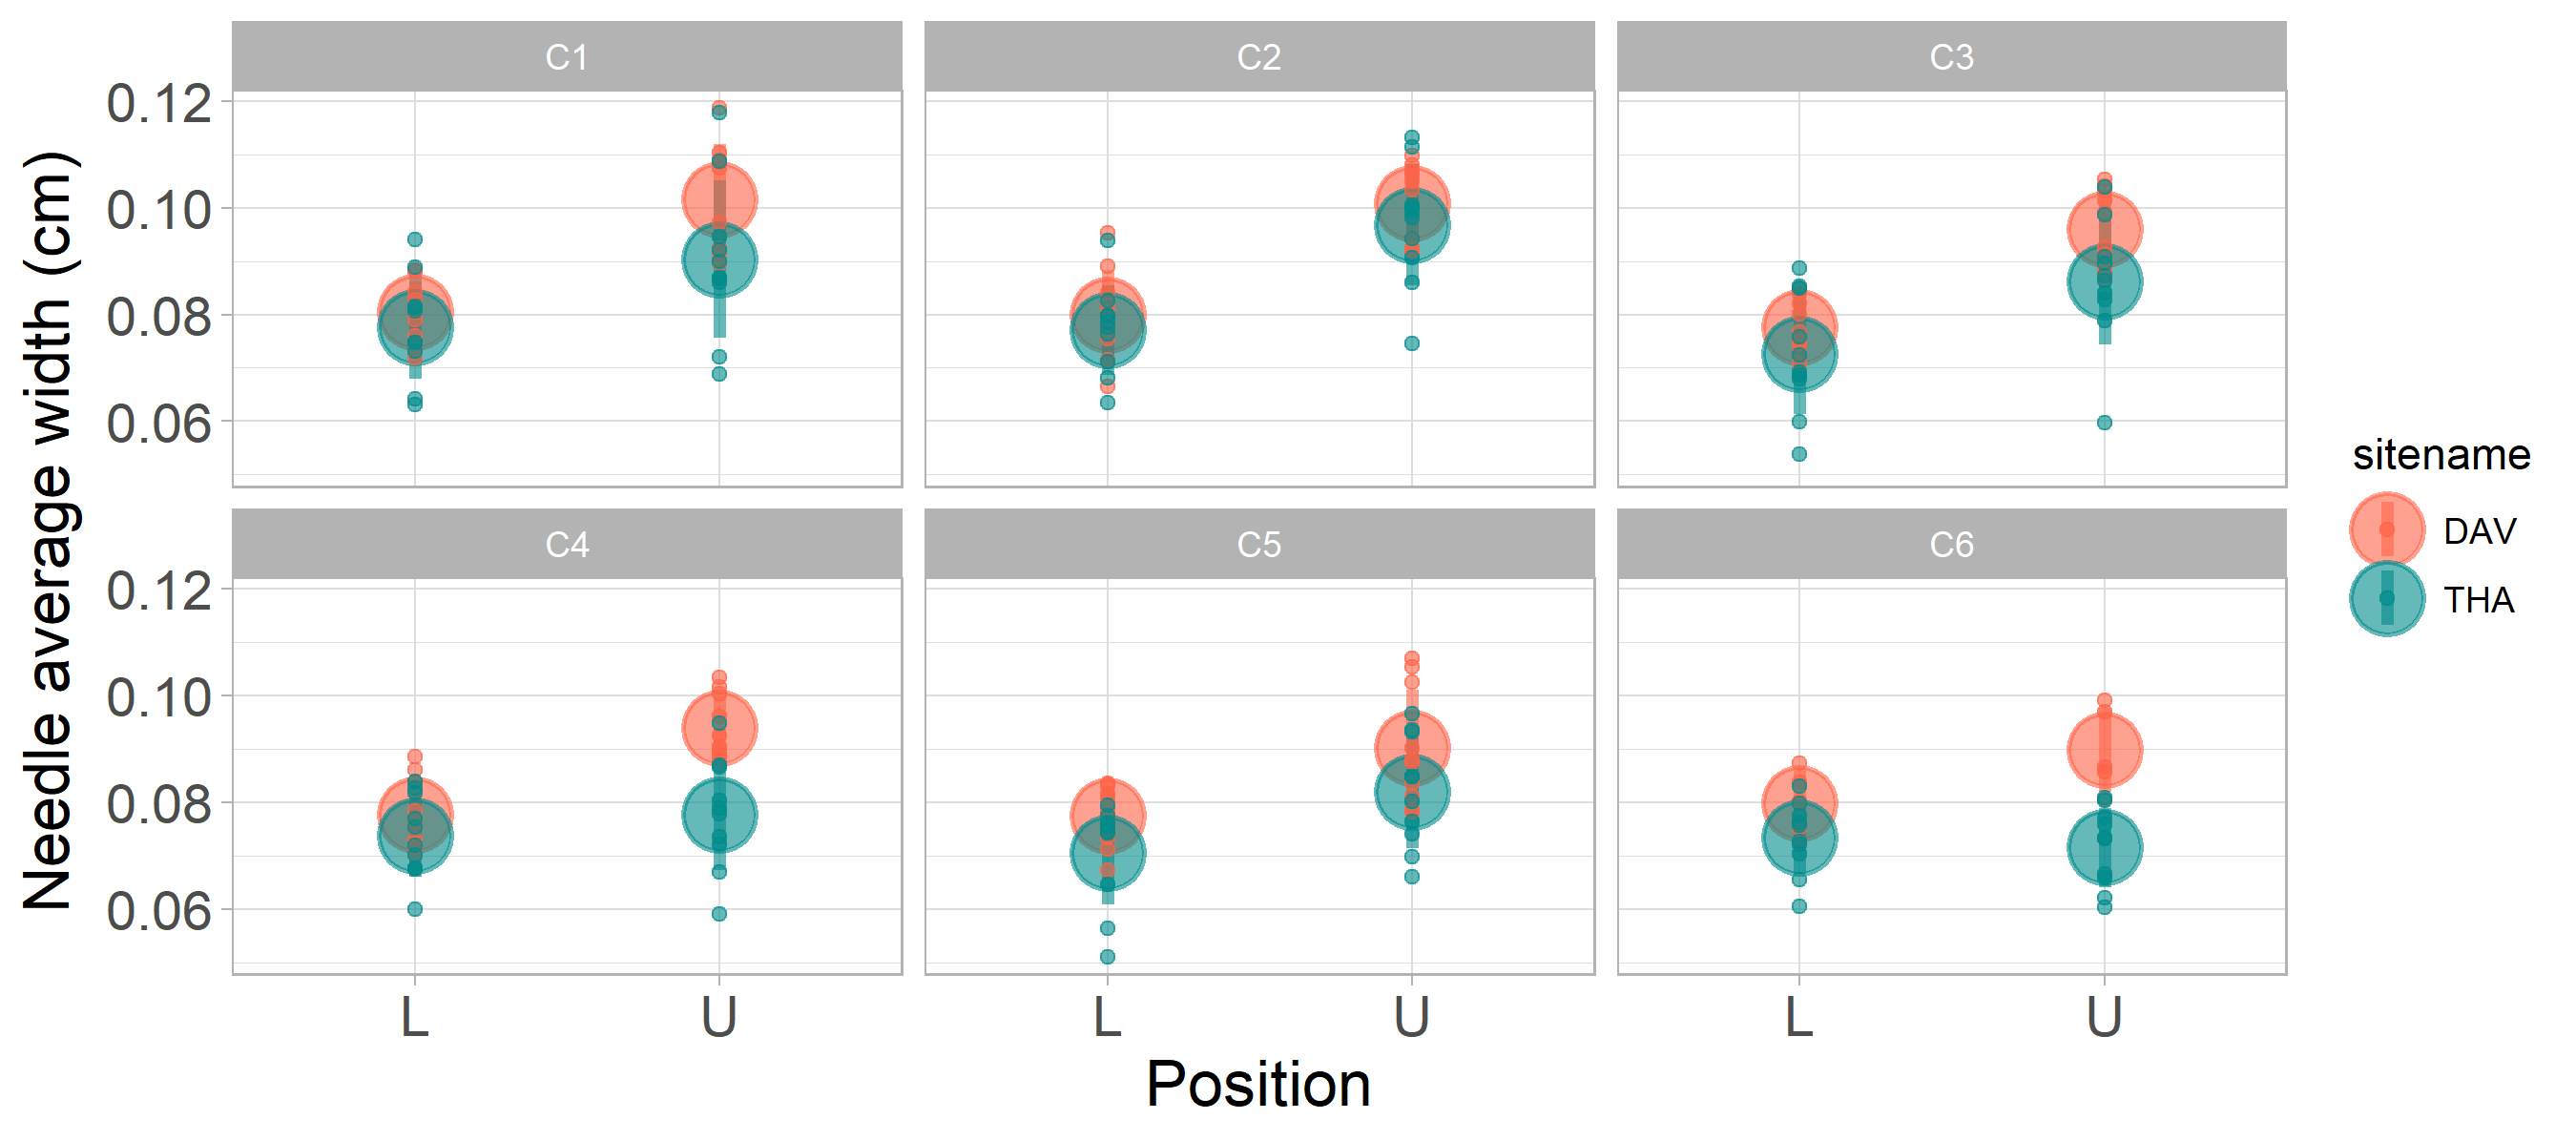 C1 C2 C3
0.12
0.10
0.08
0.06
C4 C5 C6
0.12
0.10
0.08
0.06
L U L U L U
Position
Needle average width (cm)
sitename
DAV
THA